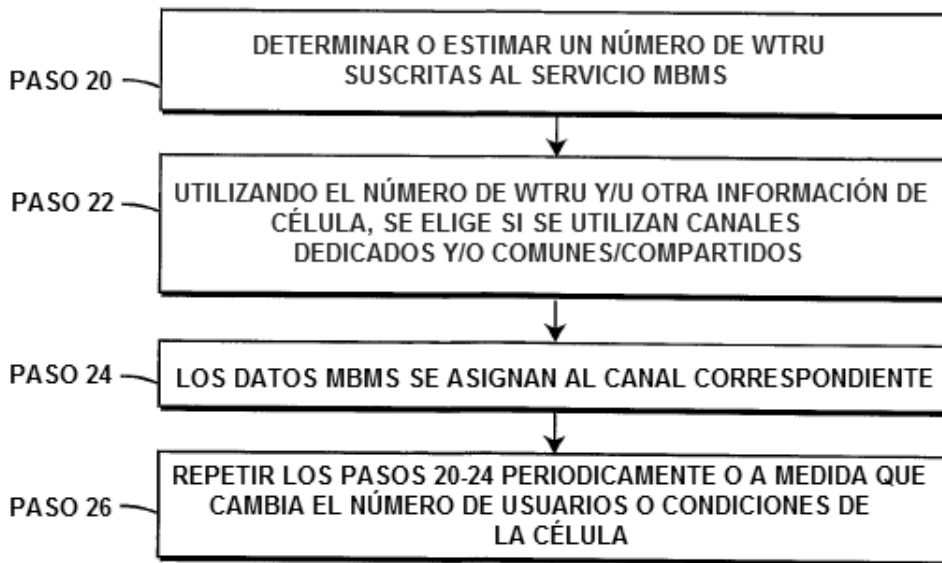 DETERMINAR O ESTIMAR UN NÚMERO DE WTRU
SUSCRITAS AL SERVICIO MBMS
PASO 20
UTILIZANDO EL NÚMERO DE WTRU Y/U OTRA INFORMACIÓN DE
CÉLULA, SE ELIGE SI SE UTILIZAN CANALES
DEDICADOS Y/O COMUNES/COMPARTIDOS
PASO 22
LOS DATOS MBMS SE ASIGNAN AL CANAL CORRESPONDIENTE
PASO 24
REPETIR LOS PASOS 20-24 PERIODICAMENTE O A MEDIDA QUE
CAMBIA EL NÚMERO DE USUARIOS O CONDICIONES DE
LA CÉLULA
PASO 26